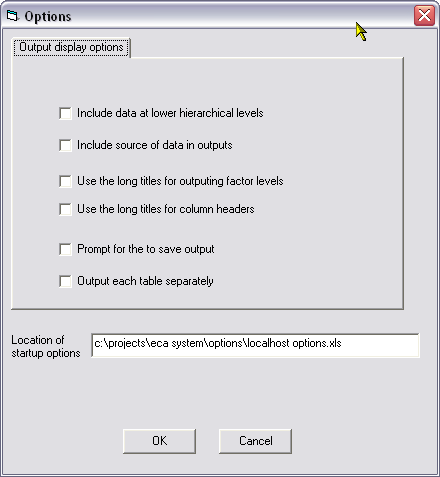 Options
Output display options
Include data at lower hierarchical levels
Include source of data in outputs
Use the long titles for outputing factor levels
Use the long titles for column headers
Prompt for the to save output
Output each table separately
Location of
startup options
c:\projects\eca system\options\localhost options.xls
OK
Cancel